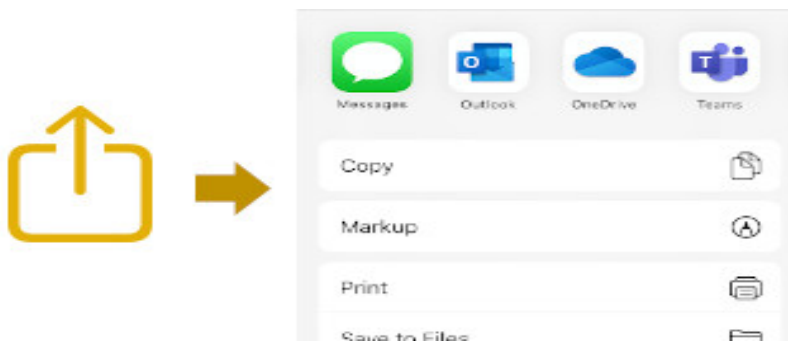 Messages Outlook OneDrive Teams
Copy
Markup
Print
Save to Files